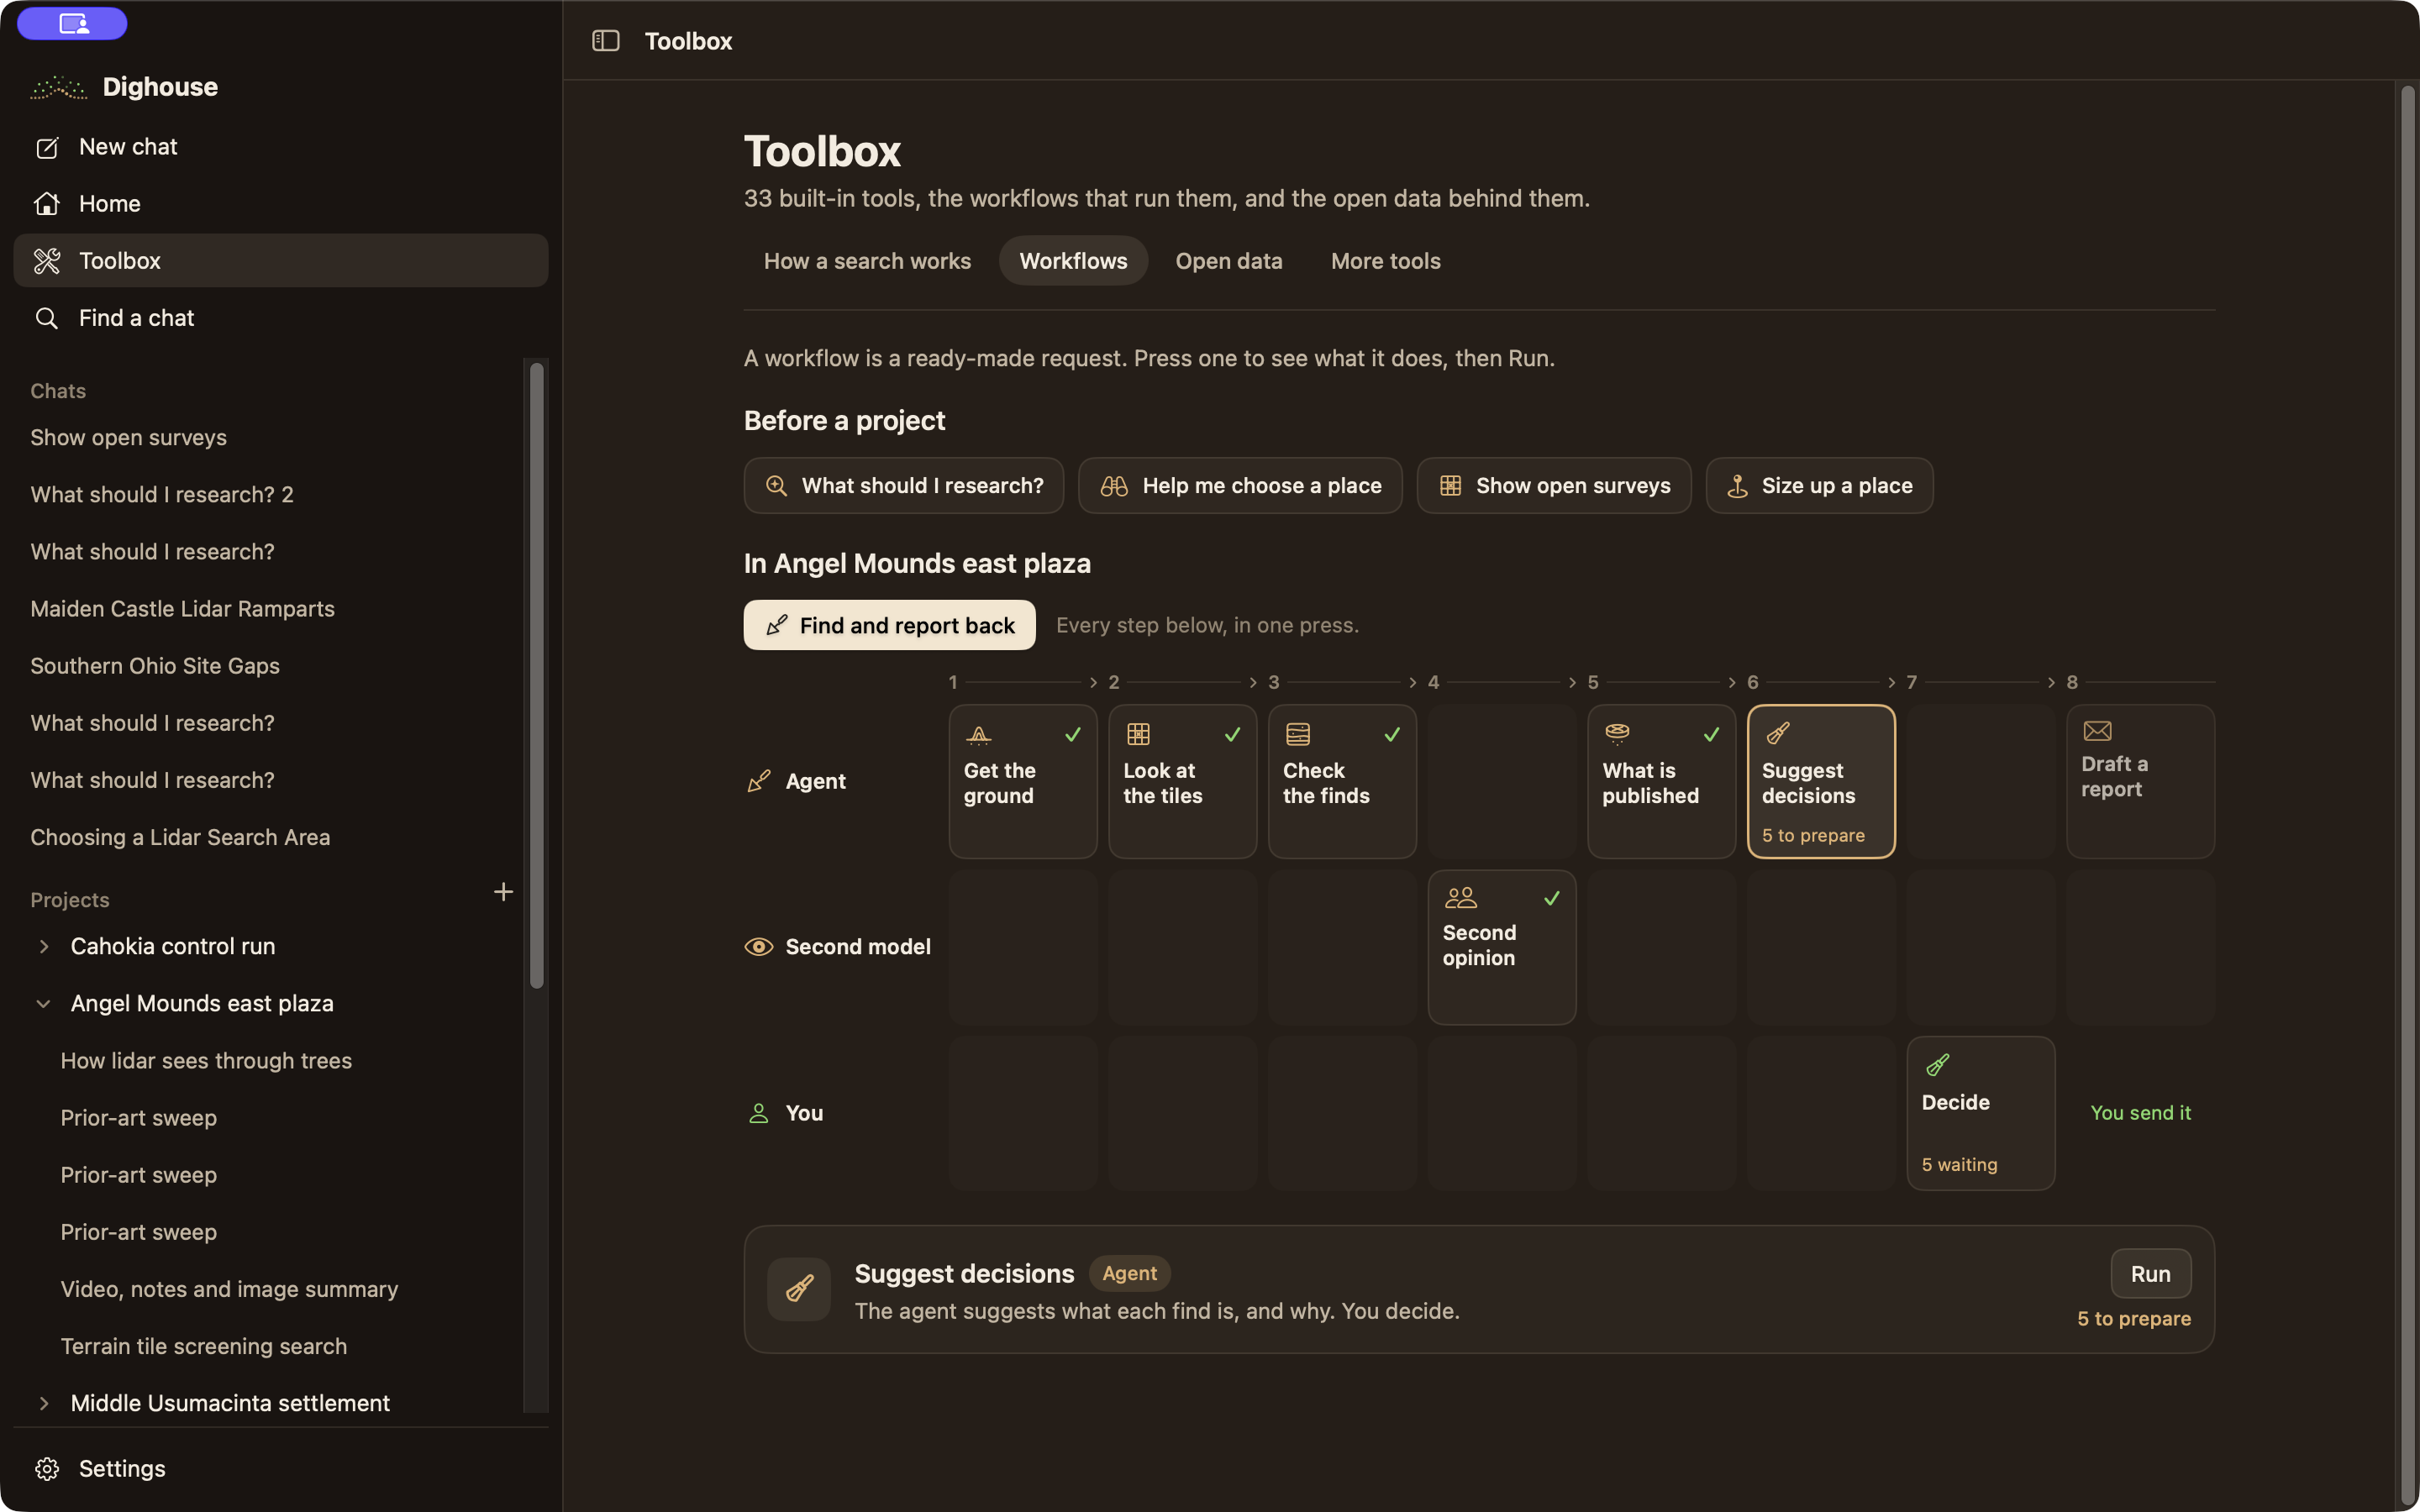 Dighouse
New chat
Home
Toolbox
Find a chat
Chats
Show open surveys
What should I research? 2
What should I research?
Maiden Castle Lidar Ramparts
Southern Ohio Site Gaps
What should I research?
What should I research?
Choosing a Lidar Search Area
Projects
Cahokia control run
Angel Mounds east plaza
How lidar sees through trees
Prior-art sweep
Prior-art sweep
Prior-art sweep
Video, notes and image summary
Terrain tile screening search
Middle Usumacinta settlement
Settings
Toolbox
Toolbox
33 built-in tools, the workflows that run them, and the open data behind them.
How a search works
Workflows
Open data
More tools
A workflow is a ready-made request. Press one to see what it does, then Run.
Before a project
What should I research?
Help me choose a place
Show open surveys
Size up a place
In Angel Mounds east plaza
Find and report back
Every step below, in one press.
1 2 3 4 5 6 7 8
Agent
Get the
ground
Look at
the tiles
Check
the finds
What is
published
Suggest
decisions
5 to prepare
Draft a
report
Second model
Second
opinion
You
Decide
5 waiting
You send it
Suggest decisions
Agent
The agent suggests what each find is, and why. You decide.
Run
5 to prepare